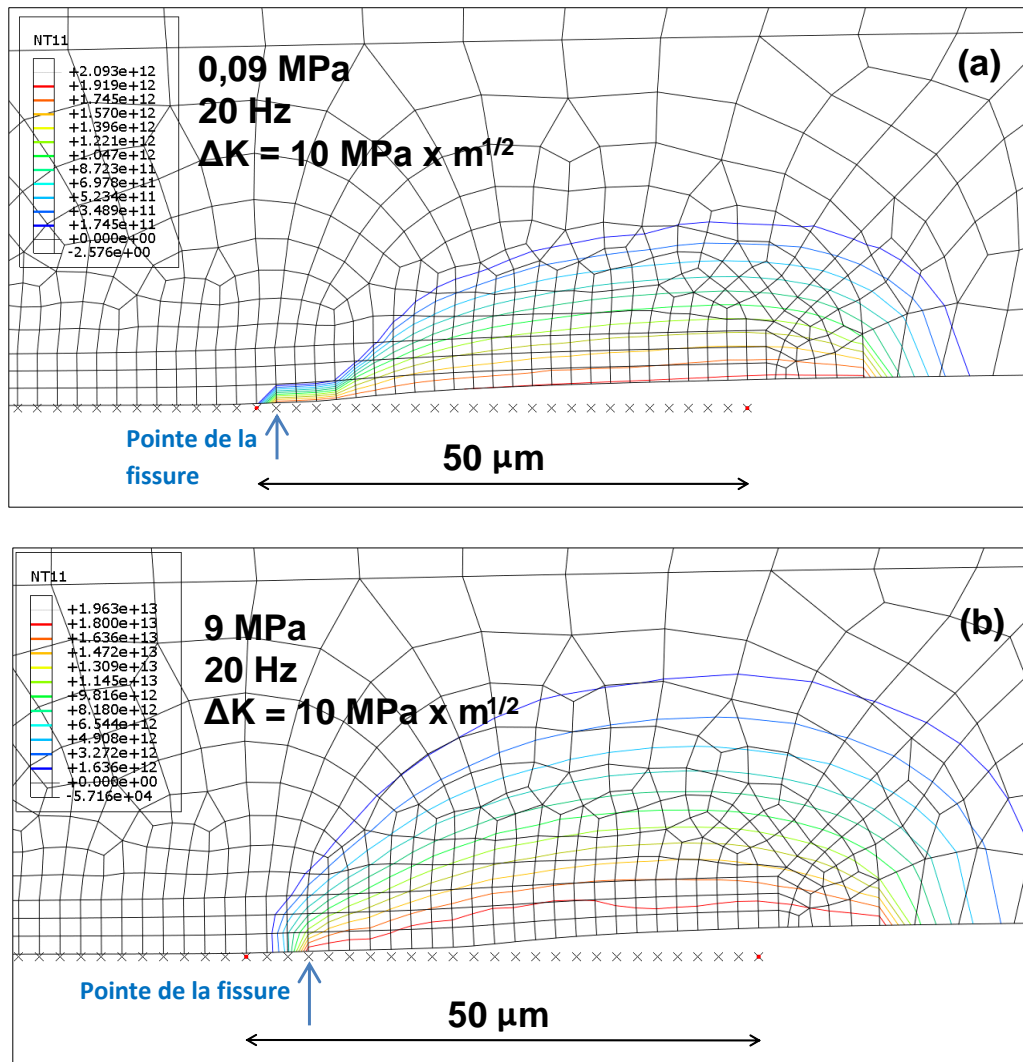 NT11
+2.093e+12
+1.919e+12
+1.745e+12
+1.570e+12
+1.396e+12
+1.221e+12
+1.047e+12
+8.723e+11
+6.978e+11
+5.234e+11
+3.489e+11
+1.745e+11
+0.000e+00
-2.576e+00
0,09 MPa
20 Hz
ΔK = 10 MPa x m1/2
(a)
Pointe de la
fissure
50 µm
NT11
+1.963e+13
+1.800e+13
+1.636e+13
+1.472e+13
+1.309e+13
+1.145e+13
+9.816e+12
+8.180e+12
+6.544e+12
+4.908e+12
+3.272e+12
+1.636e+12
+0.000e+00
-5.716e+04
9 MPa
20 Hz
ΔK = 10 MPa x m1/2
(b)
Pointe de la fissure
50 µm